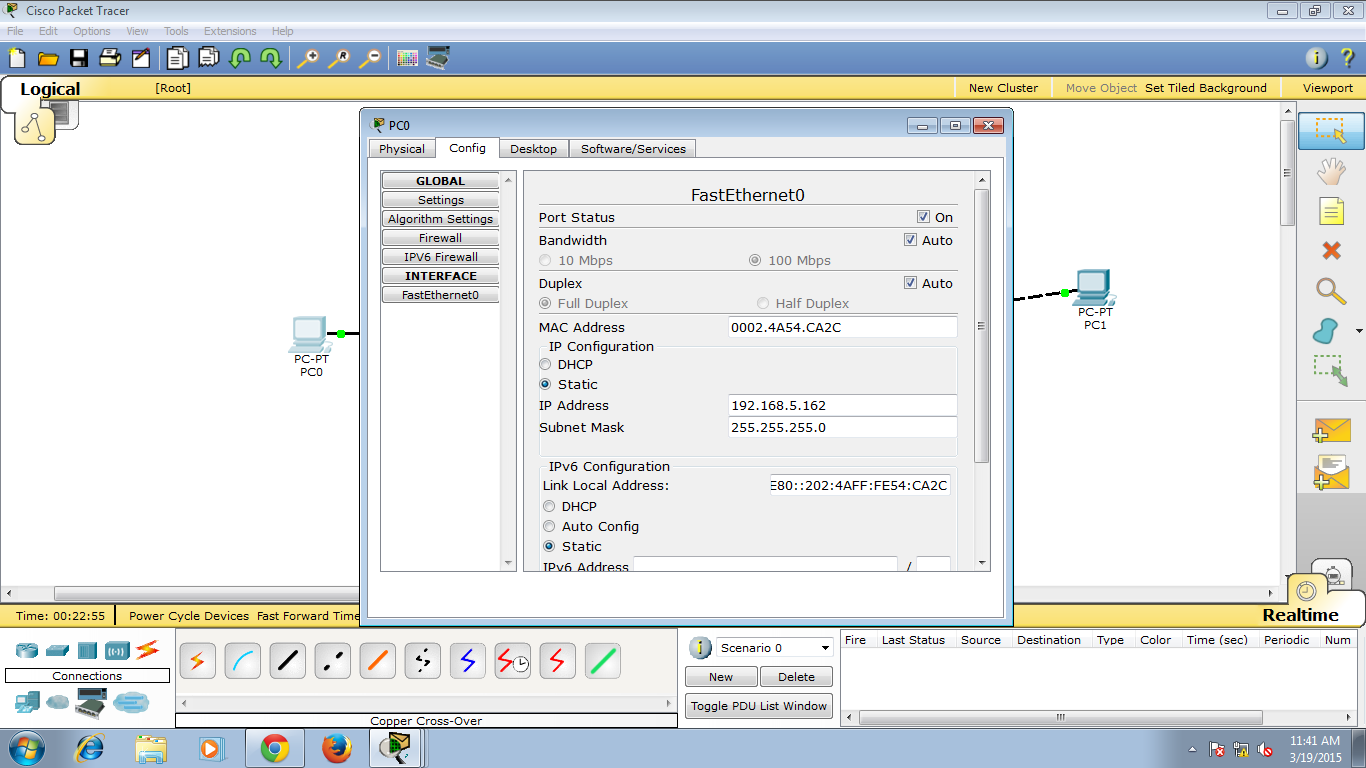 Cisco Packet Tracer
File Edit Options View Tools Extensions Help
Logical [Root] New Cluster Move Object Set Tiled Background Viewport
PC0
Physical Config Desktop Software/Services
GLOBAL
Settings
Algorithm Settings
Firewall
IPV6 Firewall
INTERFACE
FastEthernet0
FastEthernet0
Port Status On
Bandwidth Auto
10 Mbps 100 Mbps
Duplex Auto
Full Duplex Half Duplex
MAC Address 0002.4A54.CA2C
IP Configuration
DHCP
Static
IP Address 192.168.5.162
Subnet Mask 255.255.255.0
IPv6 Configuration
Link Local Address: E80::202:4AFF:FE54:CA2C
DHCP
Auto Config
Static
IPv6 Address /
PC-PT
PC0
PC-PT
PC1
Time: 00:22:55 Power Cycle Devices Fast Forward Time
Realtime
Connections
Copper Cross-Over
Scenario 0
New Delete
Toggle PDU List Window
Fire Last Status Source Destination Type Color Time (sec) Periodic Num
11:41 AM
3/19/2015